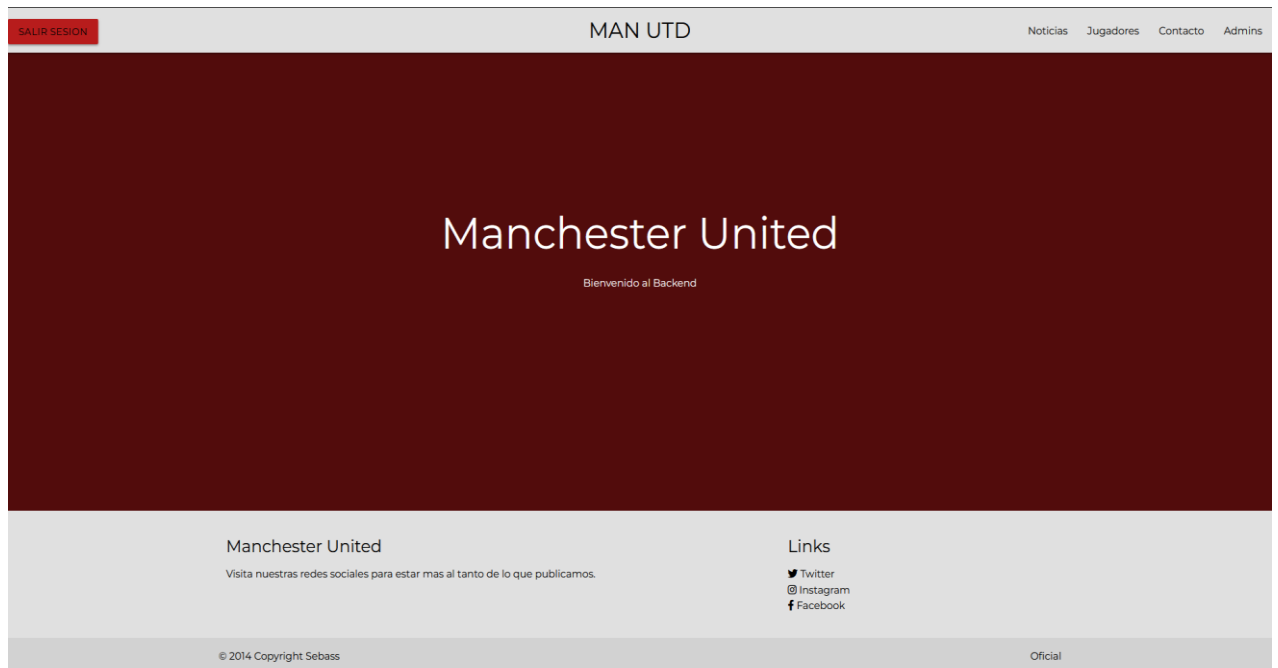 SALIR SESION
MAN UTD
Noticias Jugadores Contacto Admins
Manchester United
Bienvenido al Backend
Manchester United
Visita nuestras redes sociales para estar mas al tanto de lo que publicamos.
Links
Twitter
Instagram
Facebook
© 2014 Copyright Sebass
Oficial